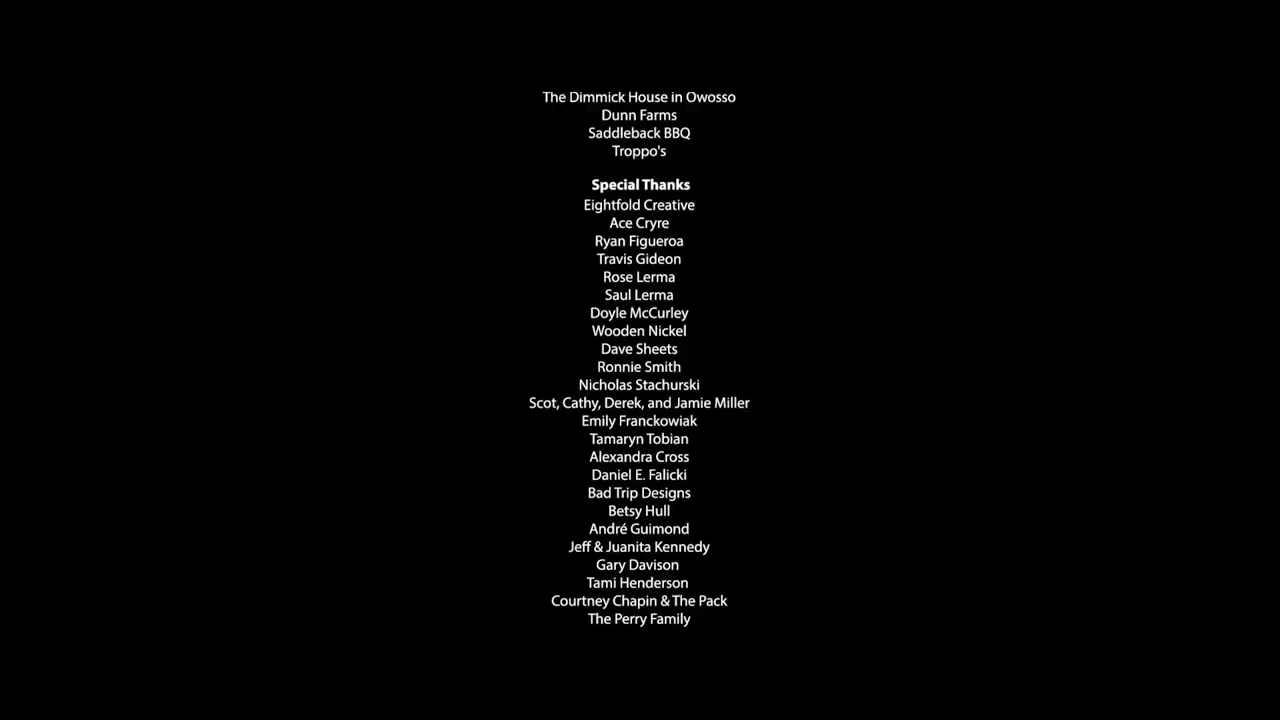 The Dimmick House in Owosso
Dunn Farms
Saddleback BBQ
Troppo's
Special Thanks
Eightfold Creative
Ace Cryre
Ryan Figueroa
Travis Gideon
Rose Lerma
Saul Lerma
Doyle McCurley
Wooden Nickel
Dave Sheets
Ronnie Smith
Nicholas Stachurski
Scot, Cathy, Derek, and Jamie Miller
Emily Franckowiak
Tamaryn Tobian
Alexandra Cross
Daniel E. Falicki
Bad Trip Designs
Betsy Hull
André Guimond
Jeff & Juanita Kennedy
Gary Davison
Tami Henderson
Courtney Chapin & The Pack
The Perry Family